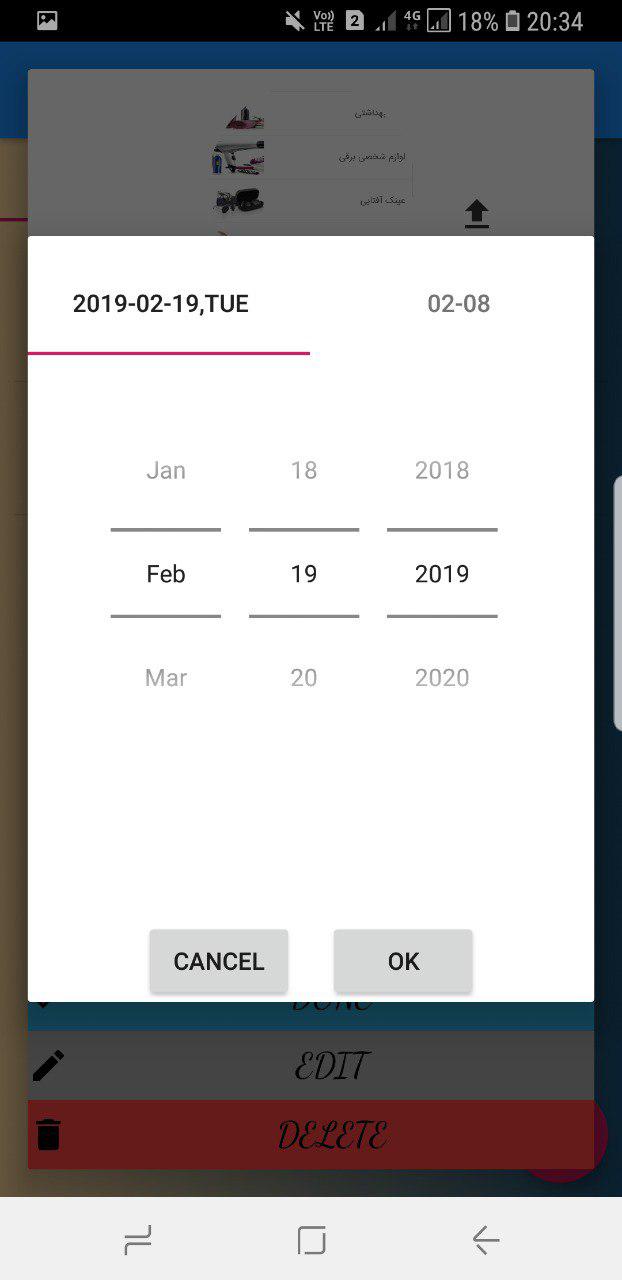 Vo)) LTE 2 4G 18% 20:34
بهداشتی
لوازم شخصی برقی
عینک آفتابی
2019-02-19,TUE 02-08
Jan 18 2018
Feb 19 2019
Mar 20 2020
CANCEL OK
DONE
EDIT
DELETE